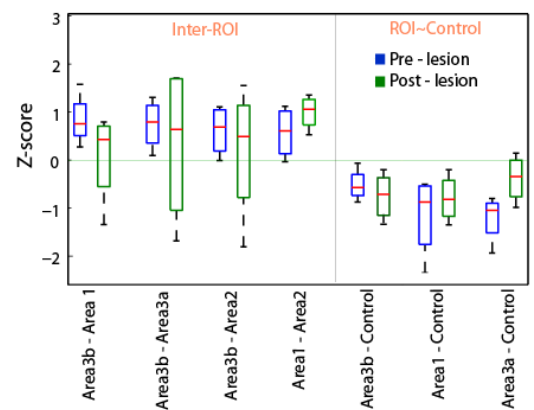 Inter-ROI
ROI~Control
Pre - lesion
Post - lesion
Z-score
3
2
1
0
−1
−2
Area3b - Area 1
Area3b - Area3a
Area3b - Area2
Area1 - Area2
Area3b - Control
Area1 - Control
Area3a - Control